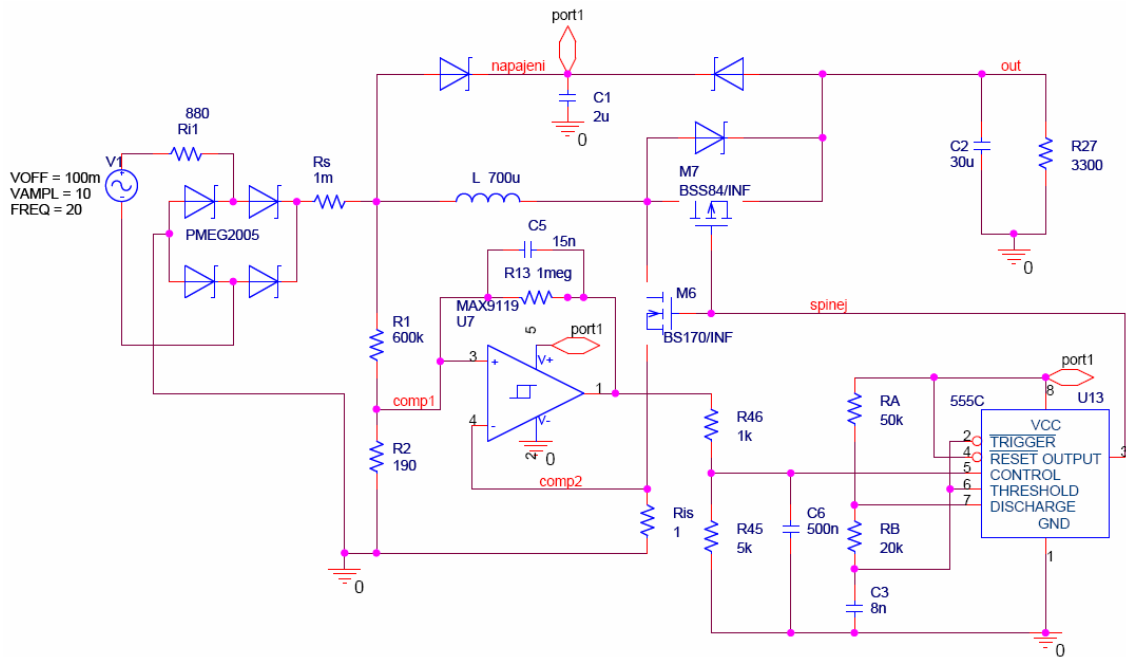 port1
napajeni
out
C1
2u
0
880
Ri1
V1
VOFF = 100m
VAMPL = 10
FREQ = 20
PMEG2005
Rs
1m
L 700u
M7
BSS84/INF
C2
30u
R27
3300
0
C5
15n
R13 1meg
MAX9119
U7
port1
5
V+
3
+
1
4
-
V-
2
0
M6
BS170/INF
spinej
R1
600k
comp1
R2
190
comp2
Ris
1
0
R46
1k
R45
5k
C6
500n
RA
50k
RB
20k
C3
8n
port1
8
U13
555C
VCC
2
TRIGGER
4
RESET OUTPUT
3
5
CONTROL
6
THRESHOLD
7
DISCHARGE
GND
1
0